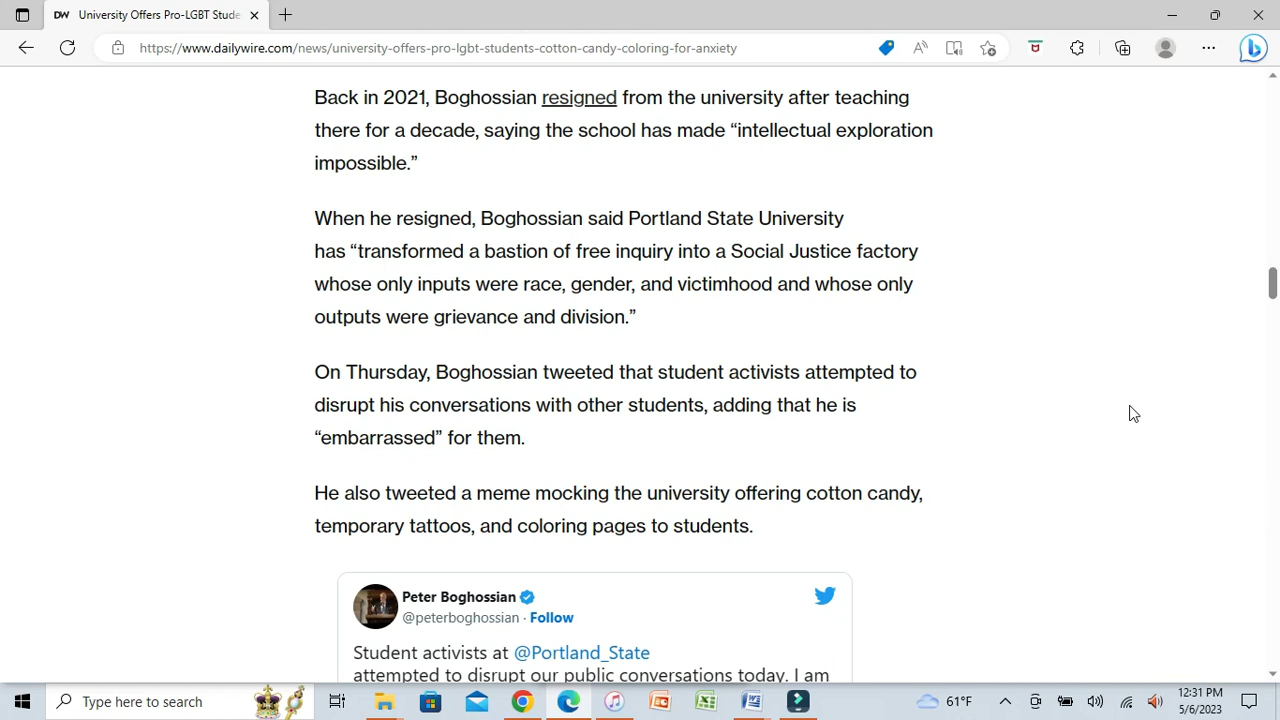 University Offers Pro-LGBT Stude
https://www.dailywire.com/news/university-offers-pro-lgbt-students-cotton-candy-coloring-for-anxiety
Back in 2021, Boghossian resigned from the university after teaching
there for a decade, saying the school has made “intellectual exploration
impossible.”
When he resigned, Boghossian said Portland State University
has “transformed a bastion of free inquiry into a Social Justice factory
whose only inputs were race, gender, and victimhood and whose only
outputs were grievance and division.”
On Thursday, Boghossian tweeted that student activists attempted to
disrupt his conversations with other students, adding that he is
“embarrassed” for them.
He also tweeted a meme mocking the university offering cotton candy,
temporary tattoos, and coloring pages to students.
Peter Boghossian
@peterboghossian · Follow
Student activists at @Portland_State
attempted to disrupt our public conversations today. I am
Type here to search
61°F
12:31 PM
5/6/2023